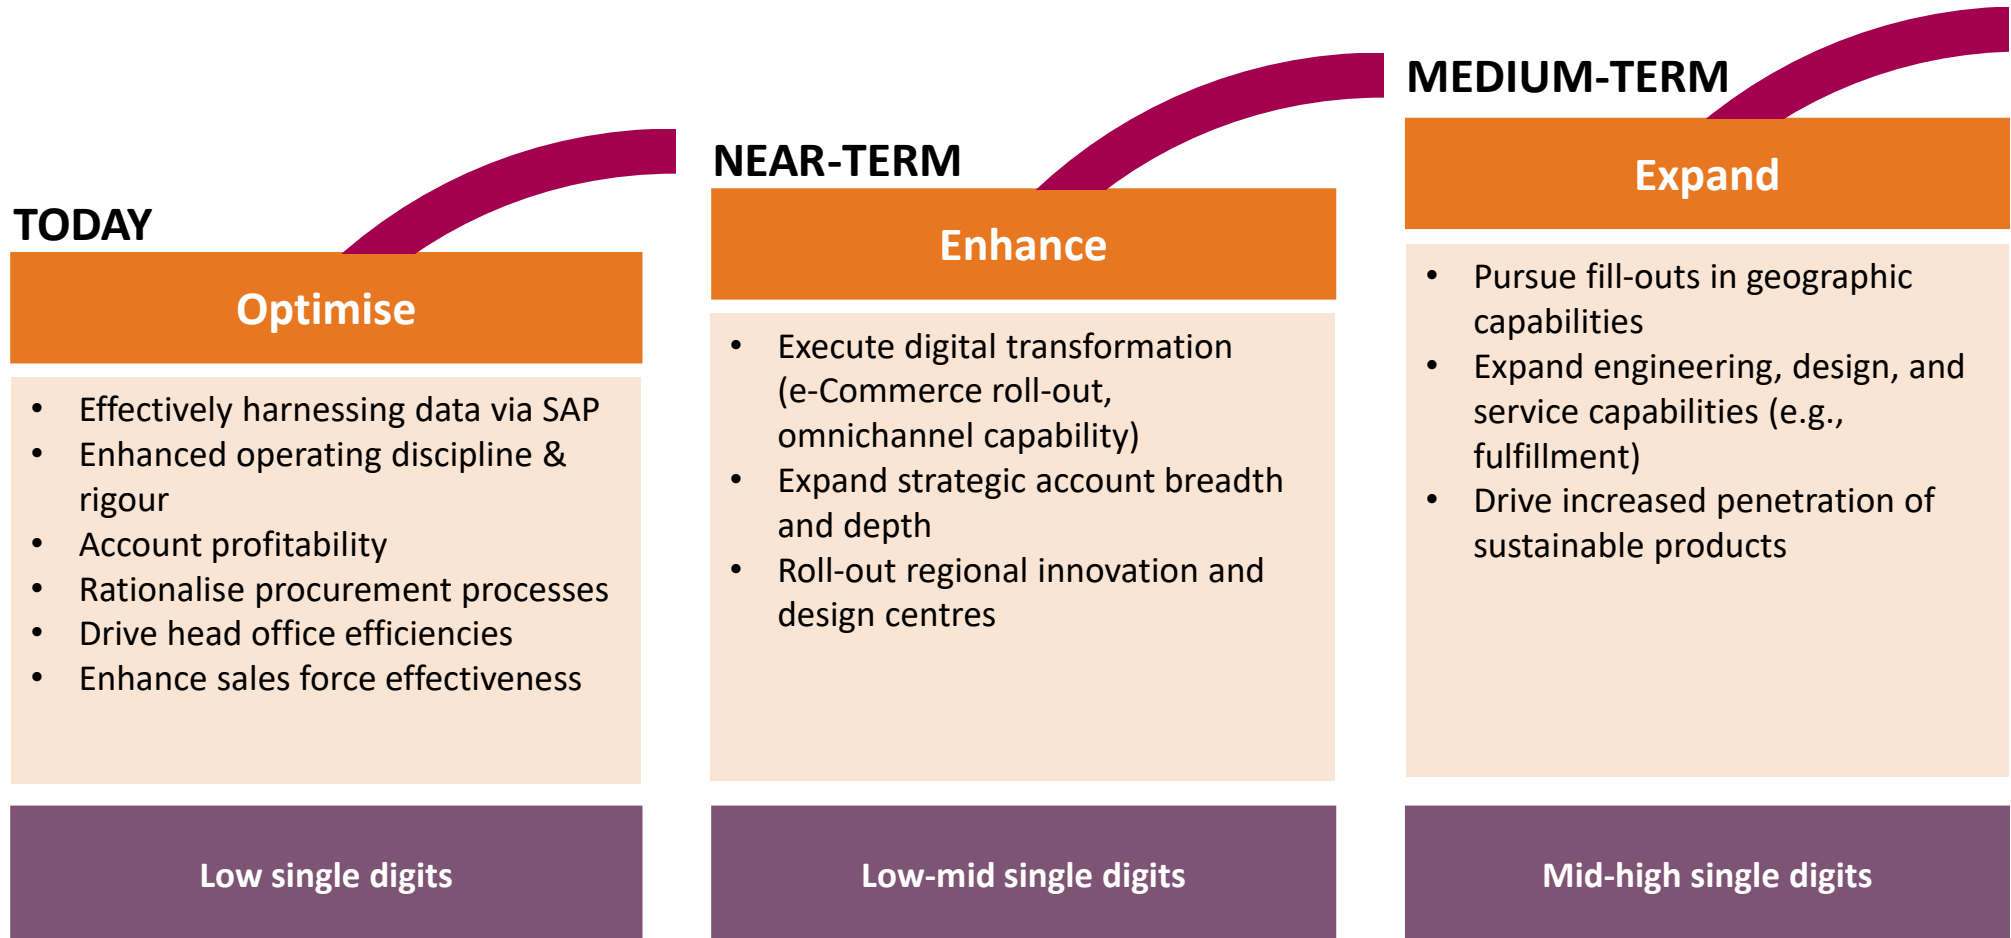 TODAY
Optimise
• Effectively harnessing data via SAP
• Enhanced operating discipline &
rigour
• Account profitability
• Rationalise procurement processes
• Drive head office efficiencies
• Enhance sales force effectiveness
Low single digits
NEAR-TERM
Enhance
• Execute digital transformation
(e-Commerce roll-out,
omnichannel capability)
• Expand strategic account breadth
and depth
• Roll-out regional innovation and
design centres
Low-mid single digits
MEDIUM-TERM
Expand
• Pursue fill-outs in geographic
capabilities
• Expand engineering, design, and
service capabilities (e.g.,
fulfillment)
• Drive increased penetration of
sustainable products
Mid-high single digits